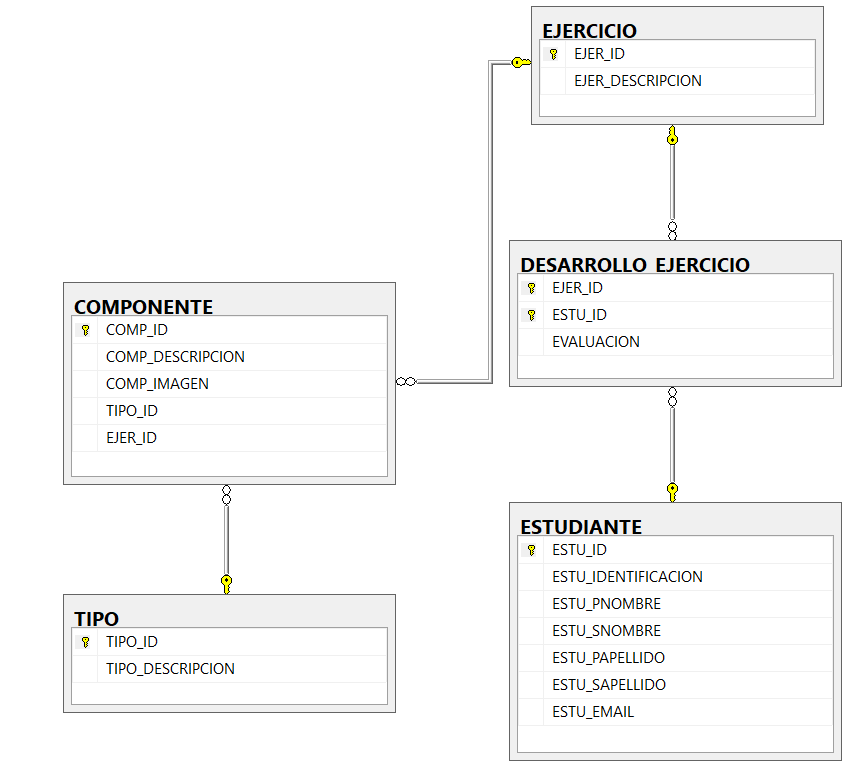 EJERCICIO
EJER_ID
EJER_DESCRIPCION
DESARROLLO_EJERCICIO
EJER_ID
ESTU_ID
EVALUACION
COMPONENTE
COMP_ID
COMP_DESCRIPCION
COMP_IMAGEN
TIPO_ID
EJER_ID
TIPO
TIPO_ID
TIPO_DESCRIPCION
ESTUDIANTE
ESTU_ID
ESTU_IDENTIFICACION
ESTU_PNOMBRE
ESTU_SNOMBRE
ESTU_PAPELLIDO
ESTU_SAPELLIDO
ESTU_EMAIL